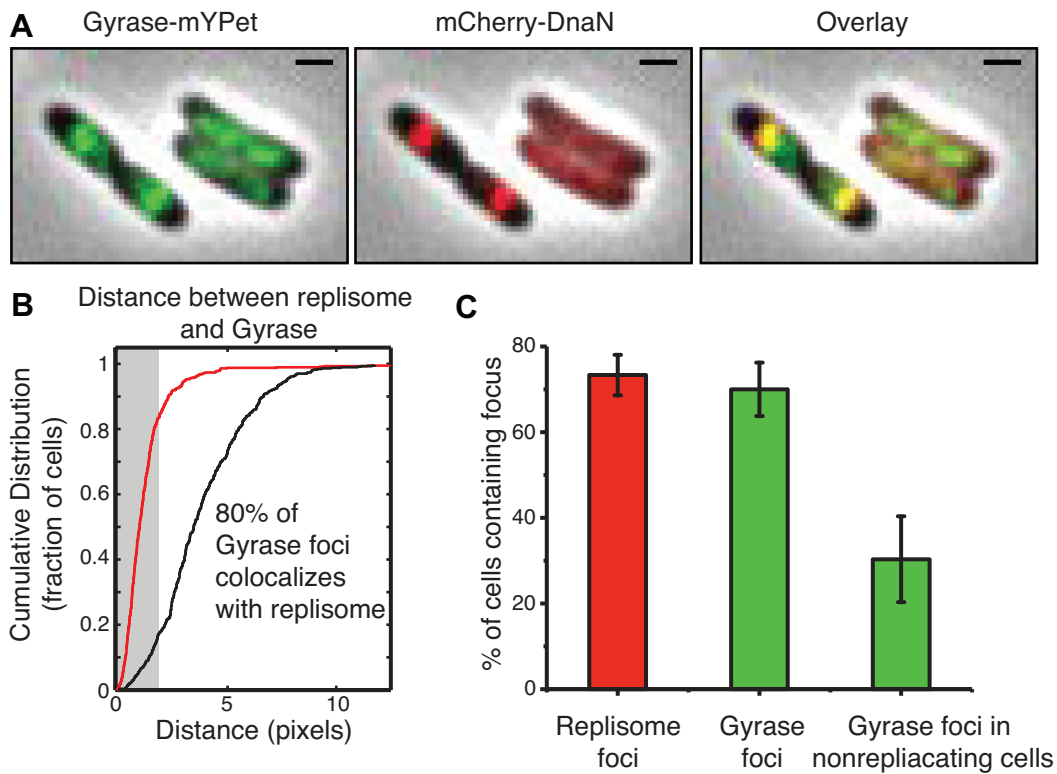 A
Gyrase-mYPet
mCherry-DnaN
Overlay
B
Distance between replisome
and Gyrase
Cumulative Distribution
(fraction of cells)
1
0.8
0.6
0.4
0.2
0
0
5
10
80% of
Gyrase foci
colocalizes
with replisome
Distance (pixels)
C
% of cells containing focus
80
60
40
20
0
Replisome
foci
Gyrase
foci
Gyrase foci in
nonrepliacating cells